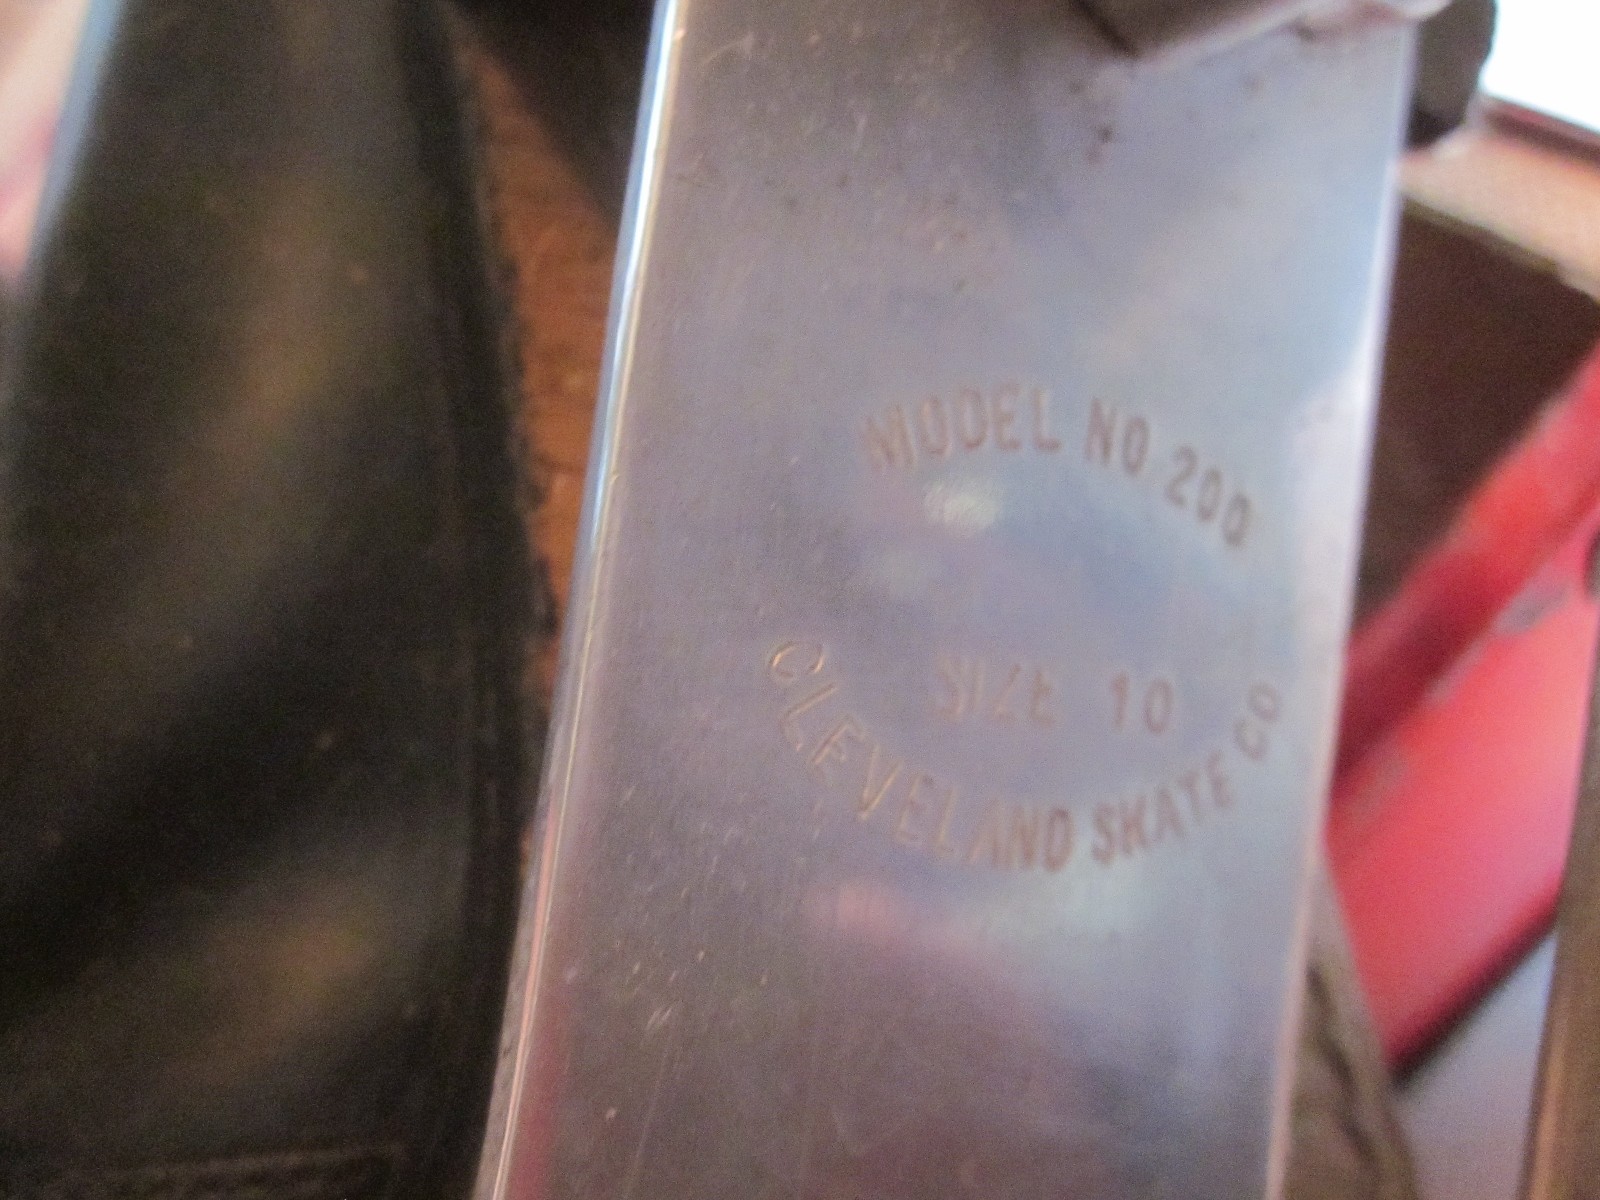 MODEL NO 200
SIZE 10
CLEVELAND SKATE CO